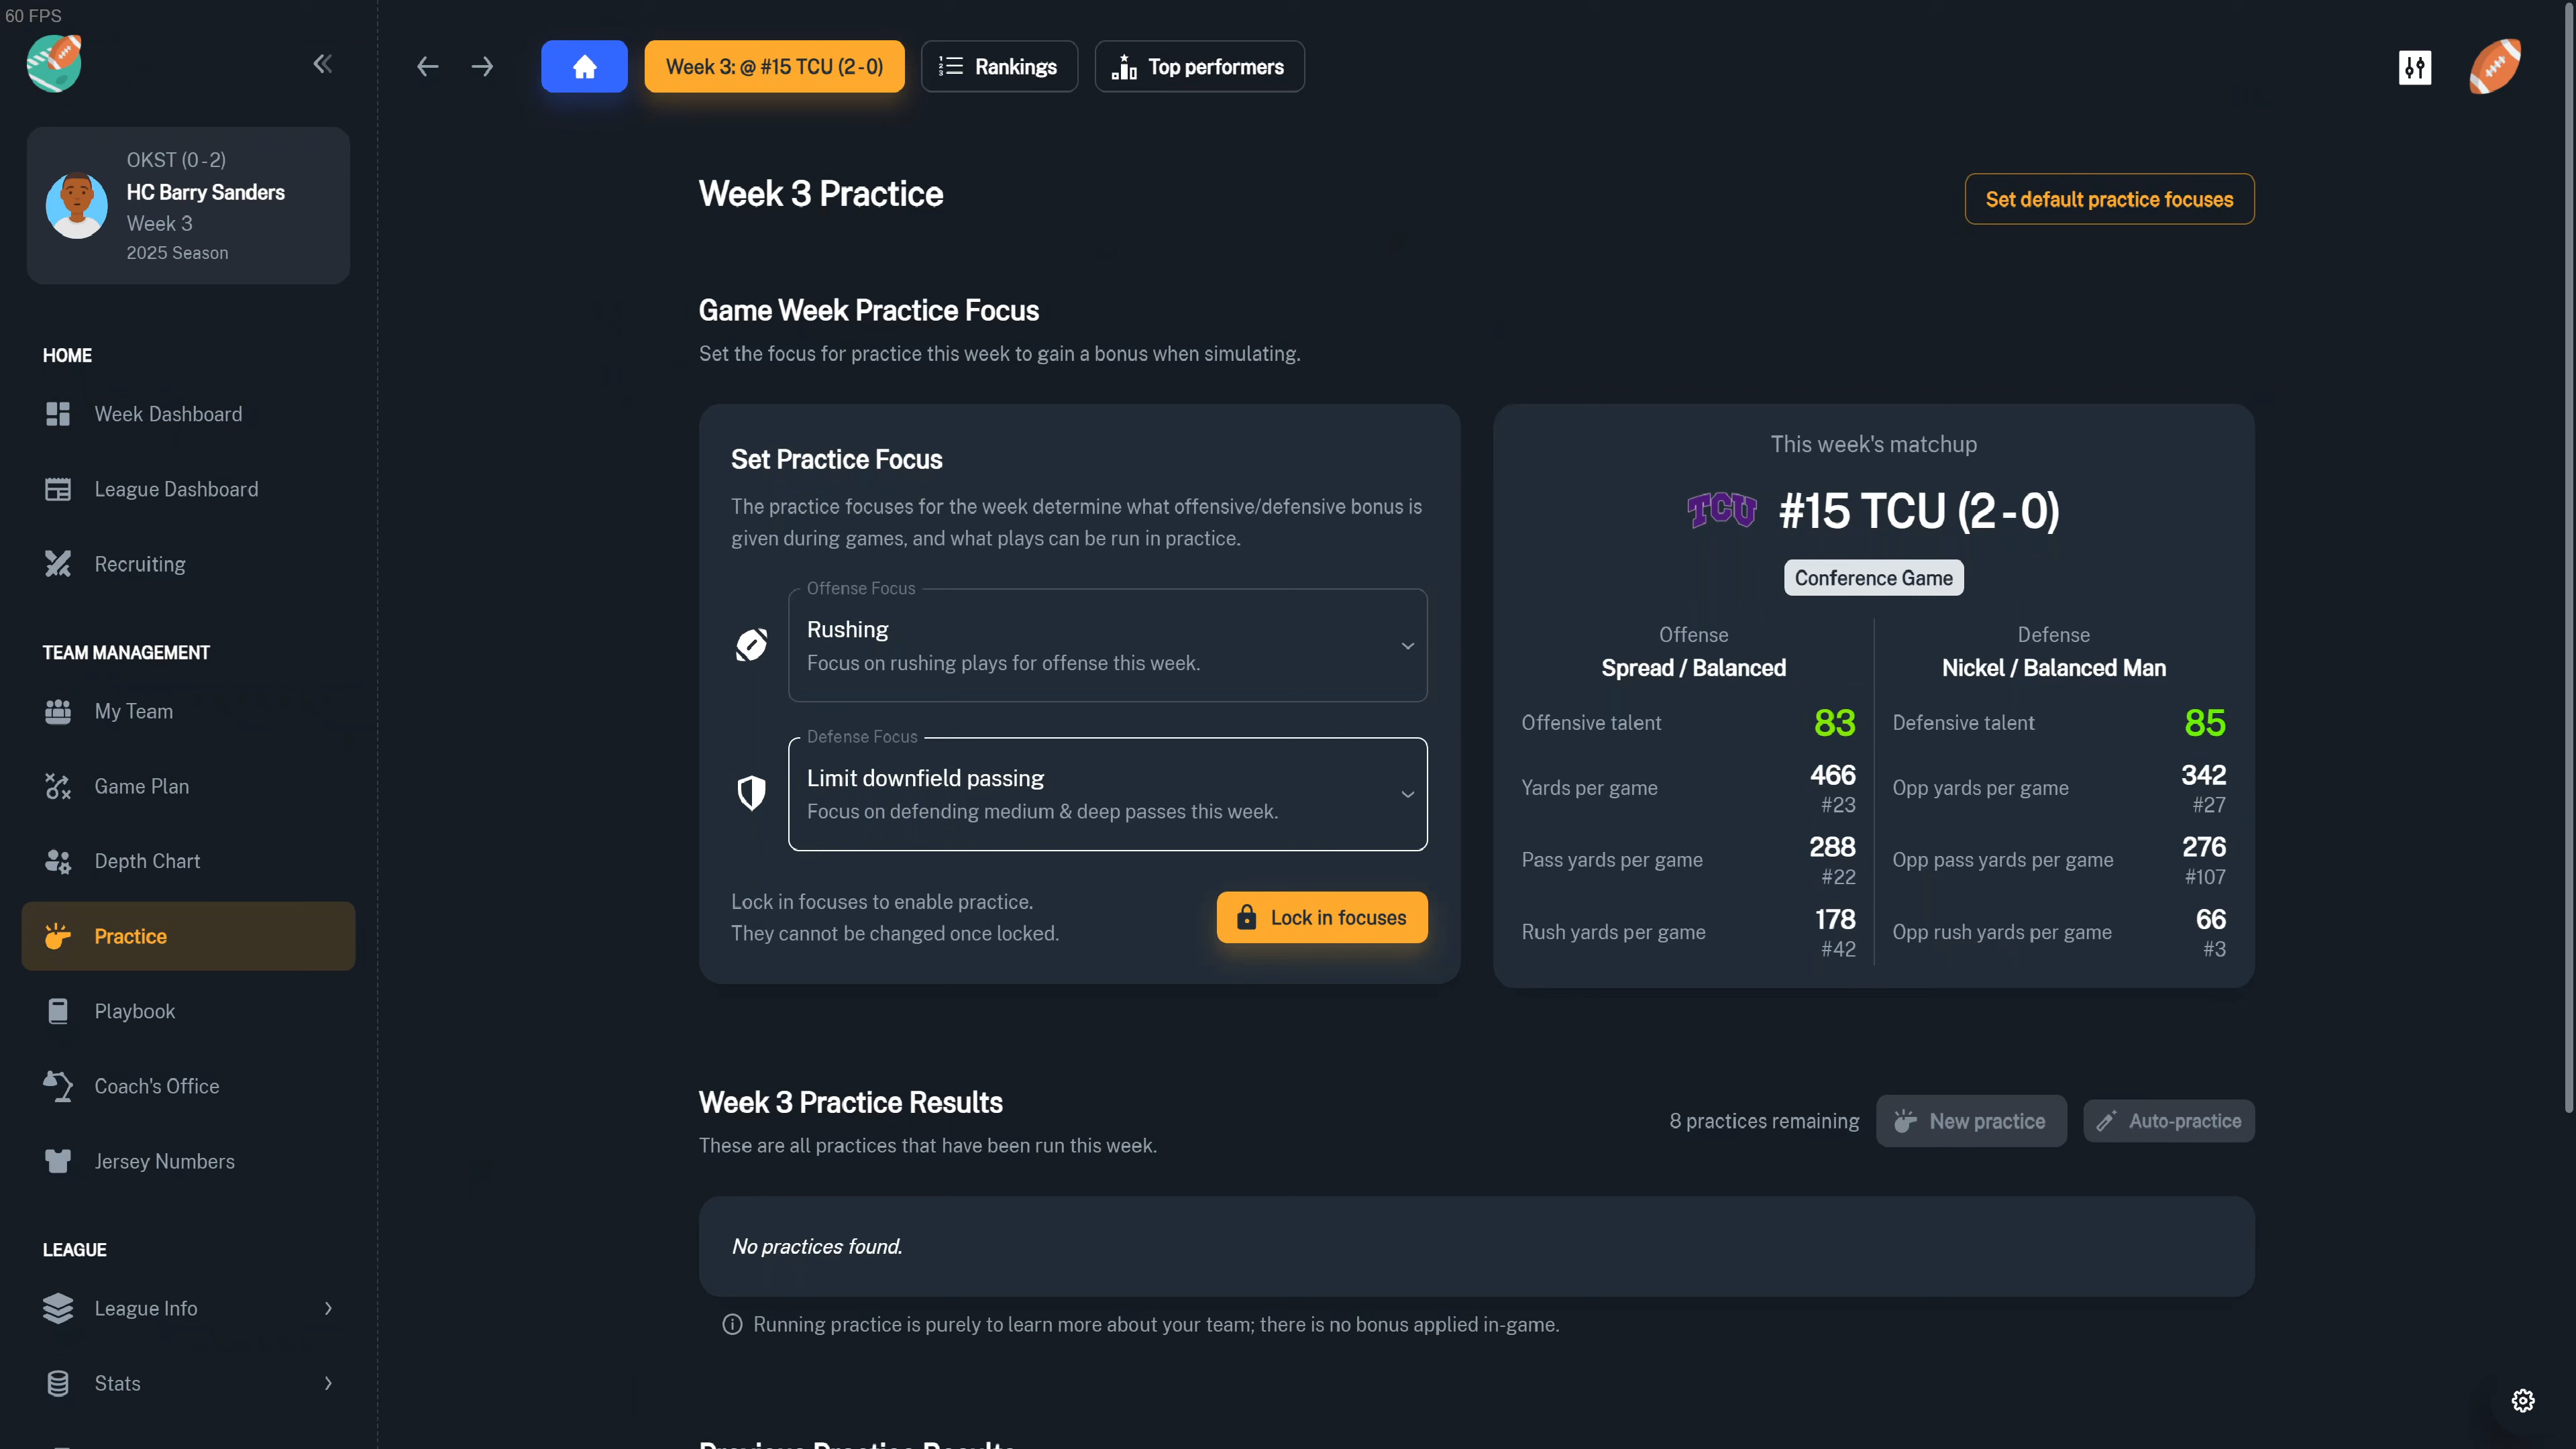 60 FPS
OKST (0-2)
HC Barry Sanders
Week 3
2025 Season
HOME
Week Dashboard
League Dashboard
Recruiting
TEAM MANAGEMENT
My Team
Game Plan
Depth Chart
Practice
Playbook
Coach's Office
Jersey Numbers
LEAGUE
League Info
Stats
Week 3: @ #15 TCU (2-0)
Rankings
Top performers
Week 3 Practice
Set default practice focuses
Game Week Practice Focus
Set the focus for practice this week to gain a bonus when simulating.
Set Practice Focus
The practice focuses for the week determine what offensive/defensive bonus is
given during games, and what plays can be run in practice.
Offense Focus
Rushing
Focus on rushing plays for offense this week.
Defense Focus
Limit downfield passing
Focus on defending medium & deep passes this week.
Lock in focuses to enable practice.
They cannot be changed once locked.
Lock in focuses
This week's matchup
TCU
#15 TCU (2-0)
Conference Game
Offense
Spread / Balanced
Offensive talent 83
Yards per game 466
#23
Pass yards per game 288
#22
Rush yards per game 178
#42
Defense
Nickel / Balanced Man
Defensive talent 85
Opp yards per game 342
#27
Opp pass yards per game 276
#107
Opp rush yards per game 66
#3
Week 3 Practice Results
These are all practices that have been run this week.
8 practices remaining
New practice
Auto-practice
No practices found.
Running practice is purely to learn more about your team; there is no bonus applied in-game.
Previous Practice Results